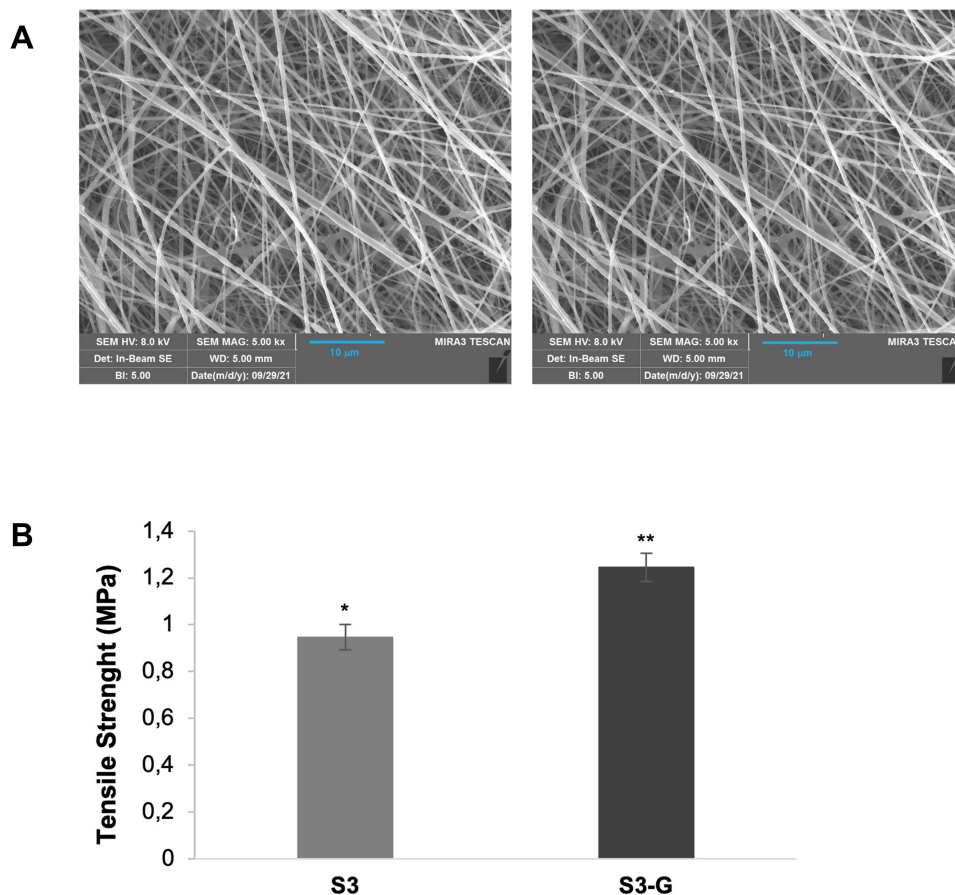 A
SEM HV: 8.0 kV SEM MAG: 5.00 kx MIRA3 TESCAN
10 µm
Det: In-Beam SE WD: 5.00 mm
BI: 5.00 Date(m/d/y): 09/29/21
SEM HV: 8.0 kV SEM MAG: 5.00 kx MIRA3 TESCA
10 µm
Det: In-Beam SE WD: 5.00 mm
BI: 5.00 Date(m/d/y): 09/29/21
B
Tensile Strenght (MPa)
1,4
1,2
1
0,8
0,6
0,4
0,2
0
*
**
S3
S3-G